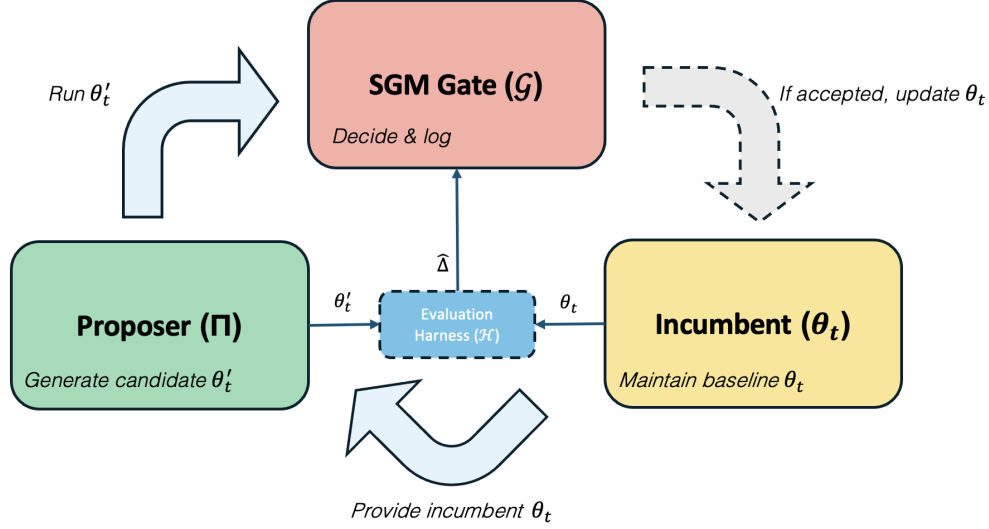 SGM Gate (𝒢)
Decide & log
Run θ′ₜ
If accepted, update θₜ
Δ̂
Proposer (Π)
Generate candidate θ′ₜ
θ′ₜ
Evaluation
Harness (ℋ)
θₜ
Incumbent (θₜ)
Maintain baseline θₜ
Provide incumbent θₜ